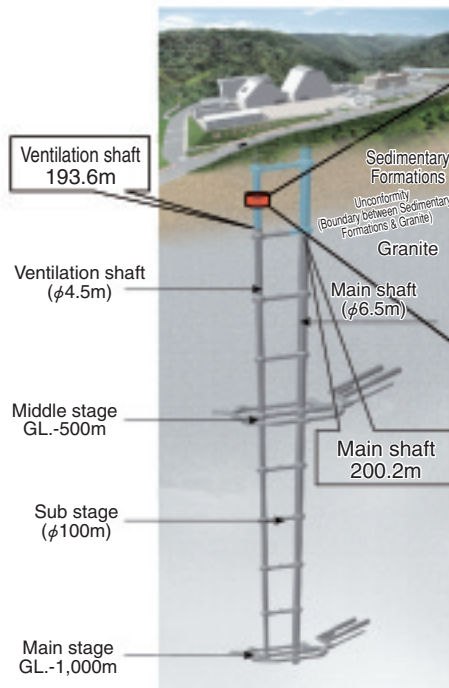 Ventilation shaft
193.6m
Sedimentary
Formations
Unconformity
(Boundary between Sedimentary
Formations & Granite)
Granite
Ventilation shaft
(φ4.5m)
Main shaft
(φ6.5m)
Middle stage
GL.-500m
Main shaft
200.2m
Sub stage
(φ100m)
Main stage
GL.-1,000m